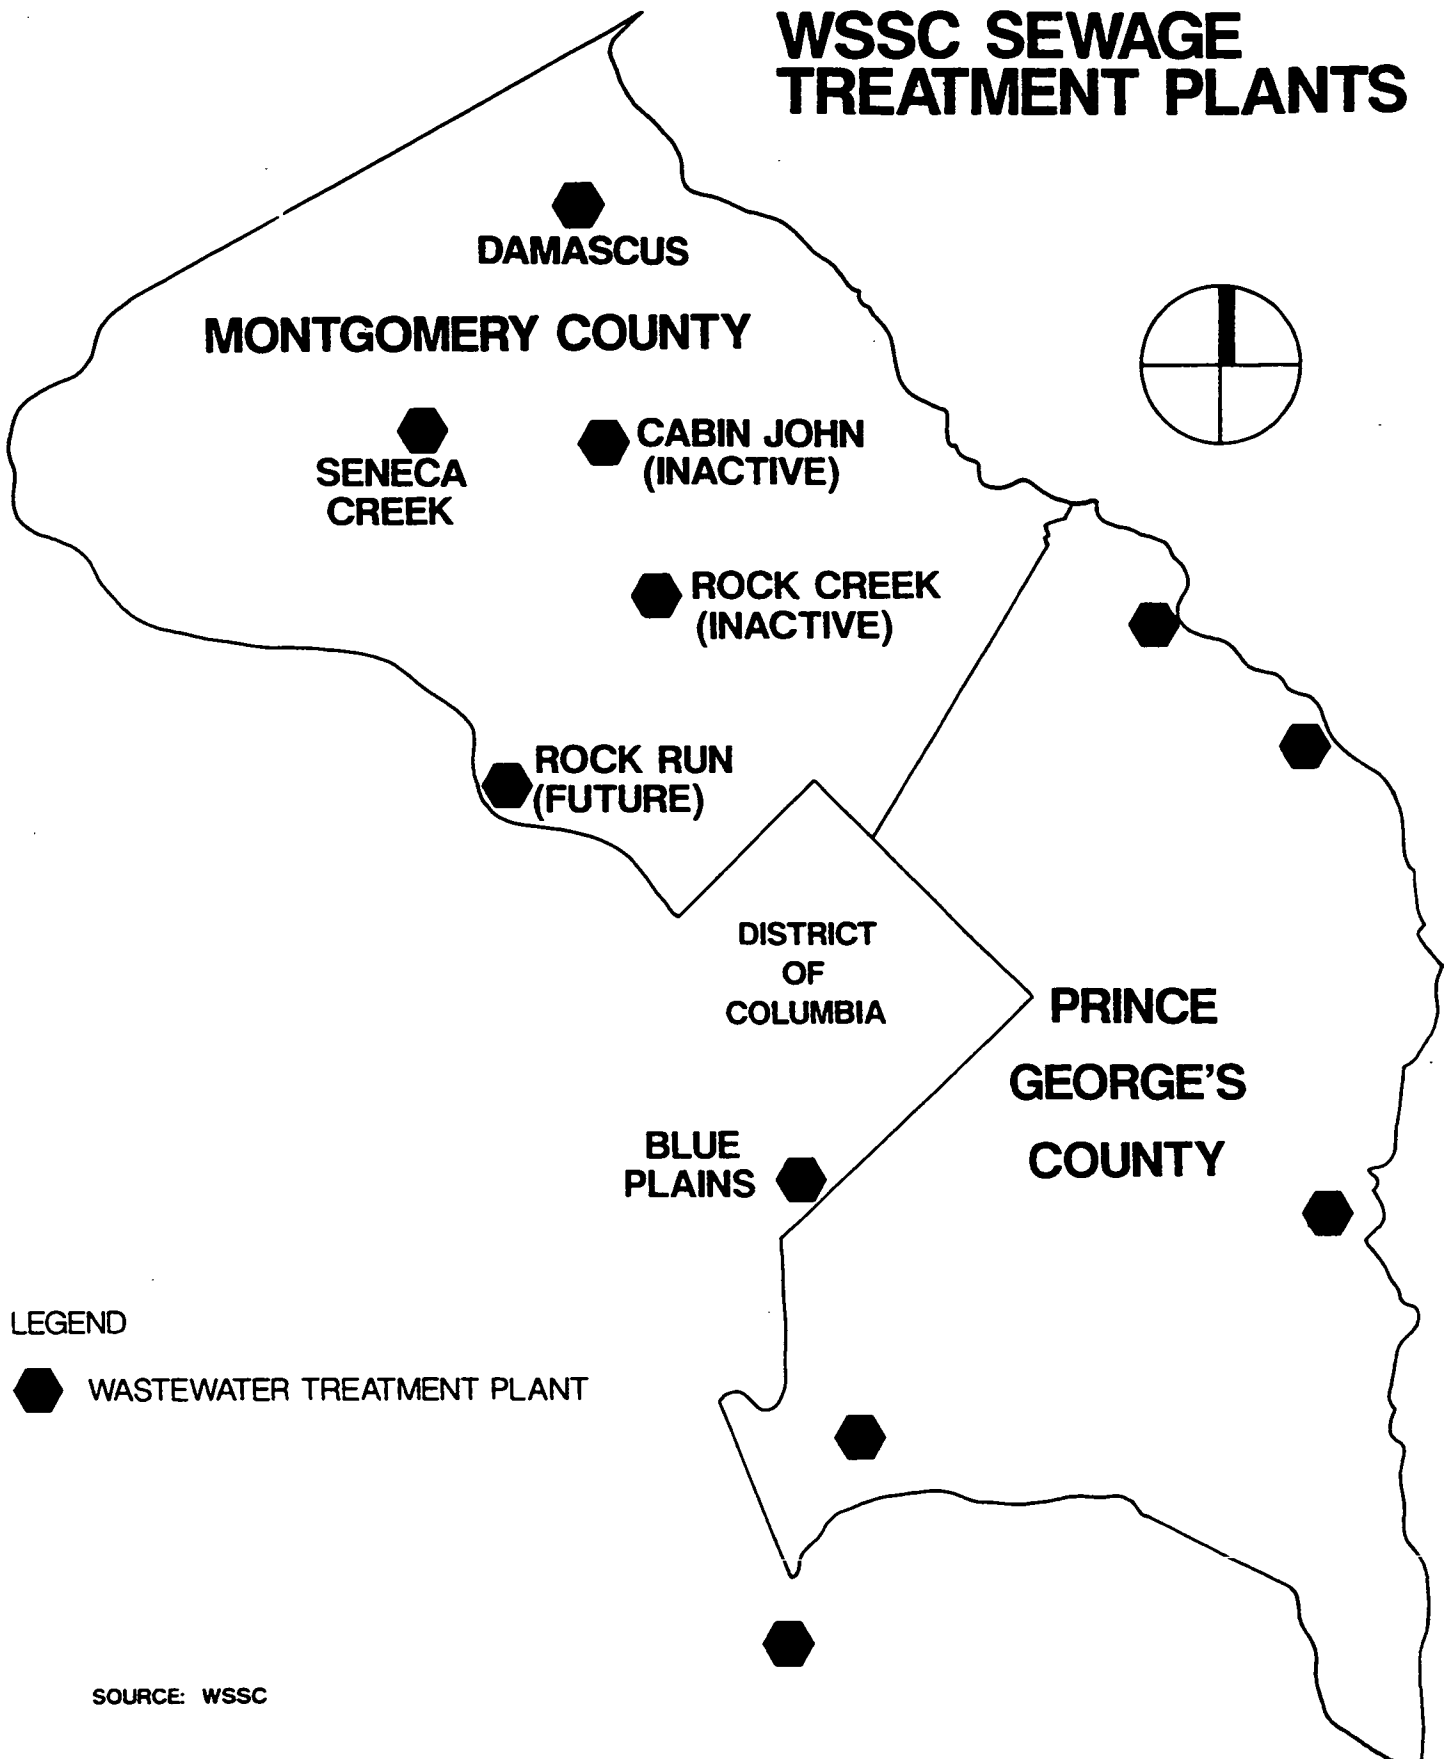 WSSC SEWAGE
TREATMENT PLANTS
DAMASCUS
MONTGOMERY COUNTY
CABIN JOHN
(INACTIVE)
SENECA
CREEK
ROCK CREEK
(INACTIVE)
ROCK RUN
(FUTURE)
DISTRICT
OF
COLUMBIA
PRINCE
GEORGE'S
COUNTY
BLUE
PLAINS
LEGEND
WASTEWATER TREATMENT PLANT
SOURCE: WSSC